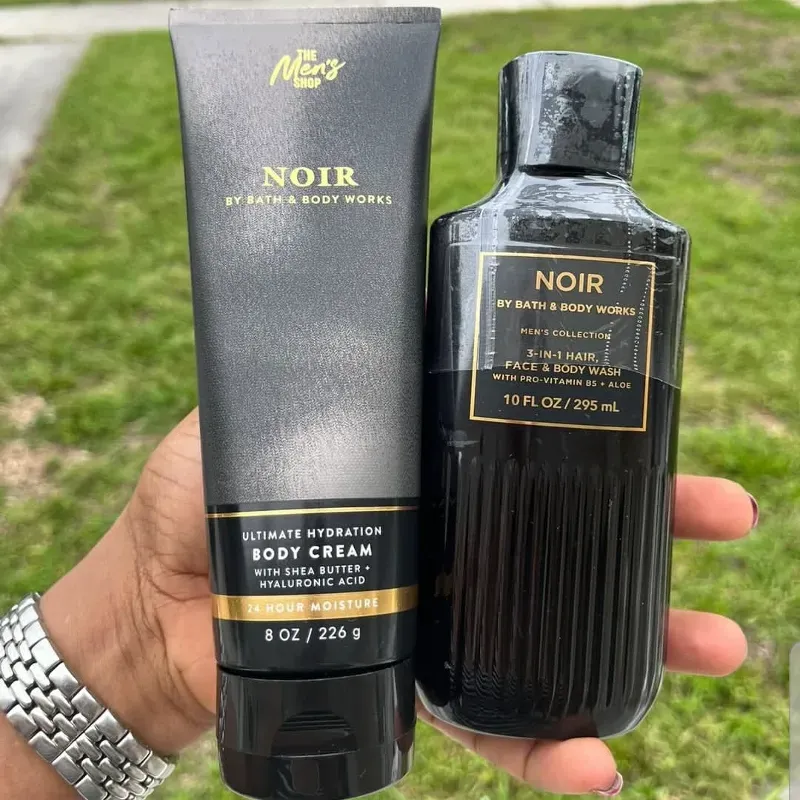 THE
Men's
SHOP
NOIR
BY BATH & BODY WORKS
ULTIMATE HYDRATION
BODY CREAM
WITH SHEA BUTTER +
HYALURONIC ACID
24 HOUR MOISTURE
8 OZ / 226 g
NOIR
BY BATH & BODY WORKS
MEN'S COLLECTION
3-IN-1 HAIR,
FACE & BODY WASH
WITH PRO-VITAMIN B5 + ALOE
10 FL OZ / 295 mL